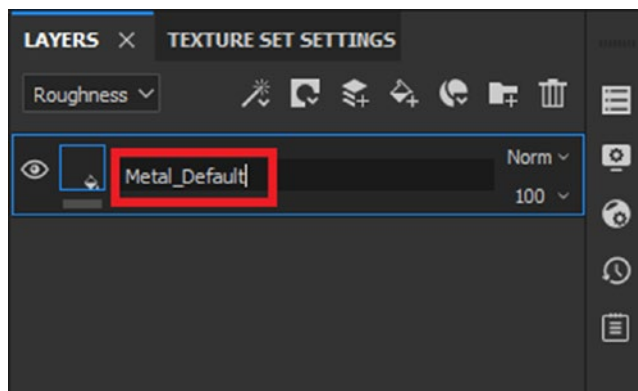 LAYERS × TEXTURE SET SETTINGS
Roughness
Metal_Default
Norm
100